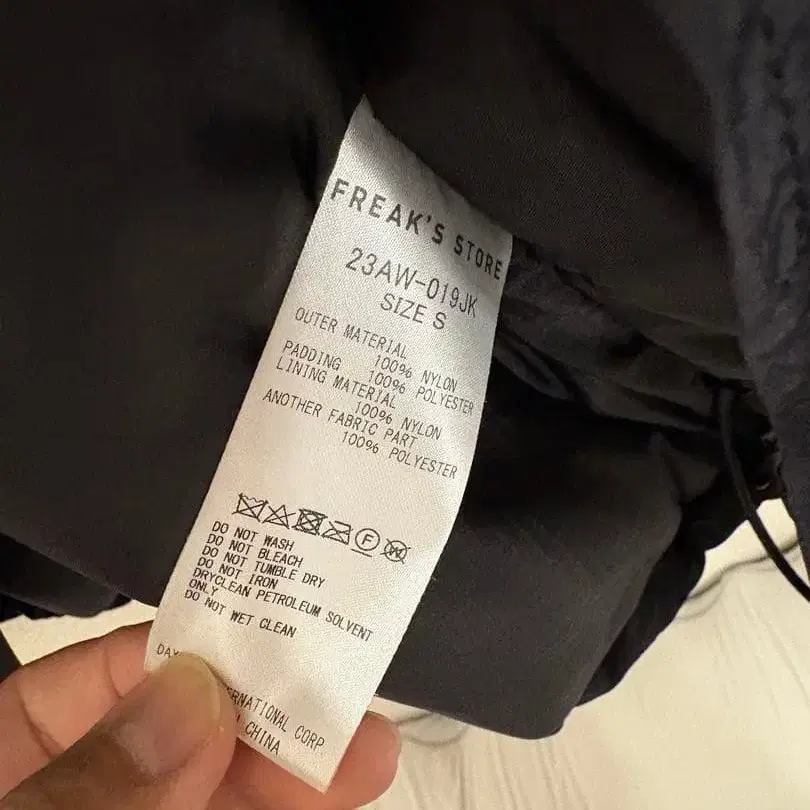 FREAK'S STORE
23AW-019JK
SIZE S
OUTER MATERIAL
100% NYLON
PADDING 100% POLYESTER
LINING MATERIAL
100% NYLON
ANOTHER FABRIC PART
100% POLYESTER
F W
DO NOT WASH
DO NOT BLEACH
DO NOT TUMBLE DRY
DO NOT IRON
DRYCLEAN PETROLEUM SOLVENT
ONLY
DO NOT WET CLEAN
CORP
CHINA